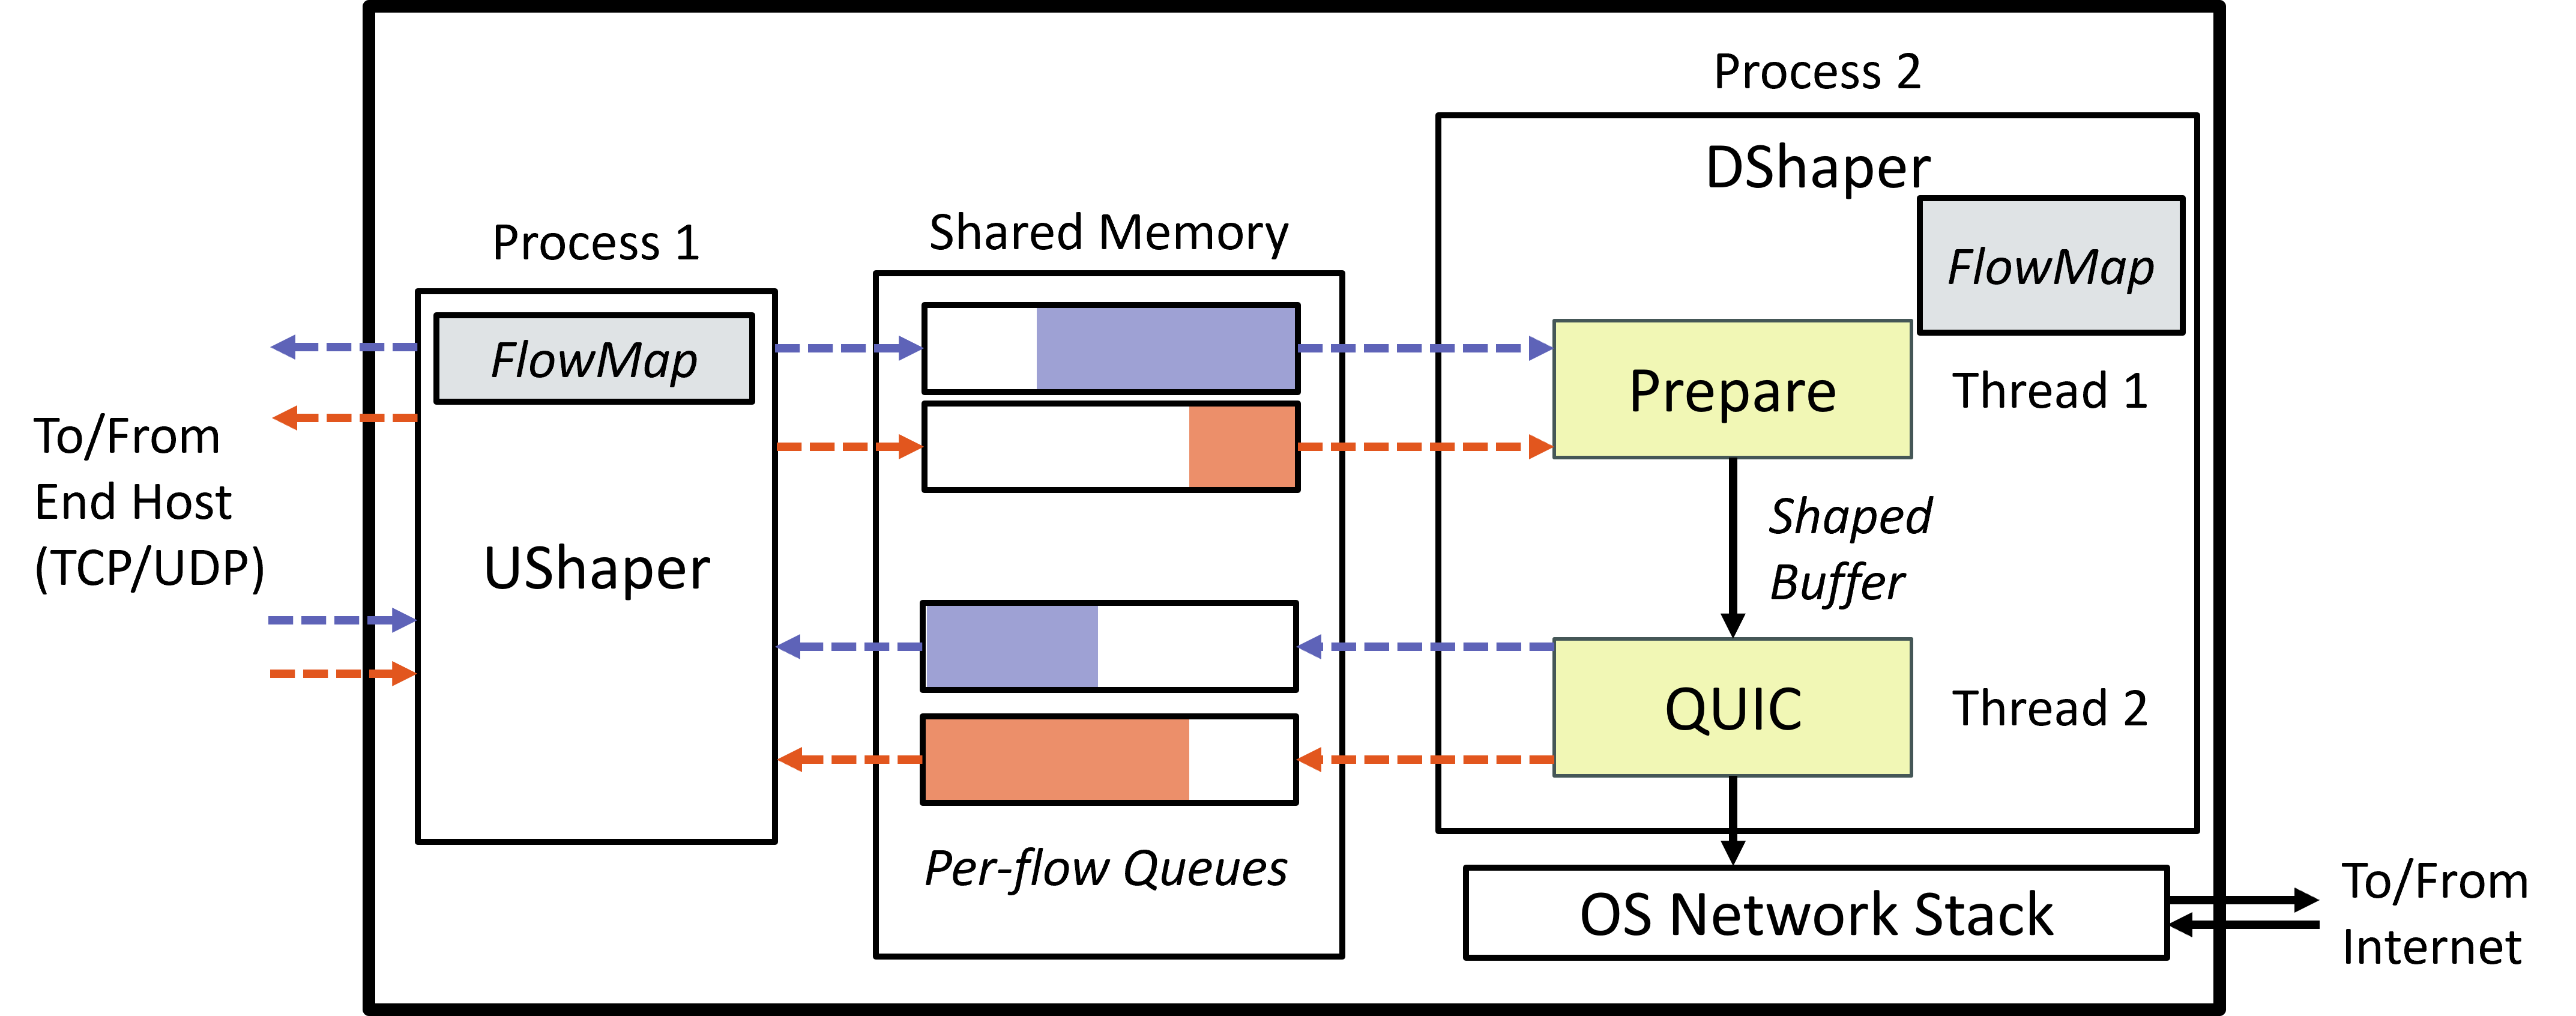 Process 2
DShaper
FlowMap
Process 1
Shared Memory
FlowMap
Prepare
Thread 1
To/From
End Host
(TCP/UDP)
UShaper
Shaped
Buffer
QUIC
Thread 2
Per-flow Queues
OS Network Stack
To/From
Internet